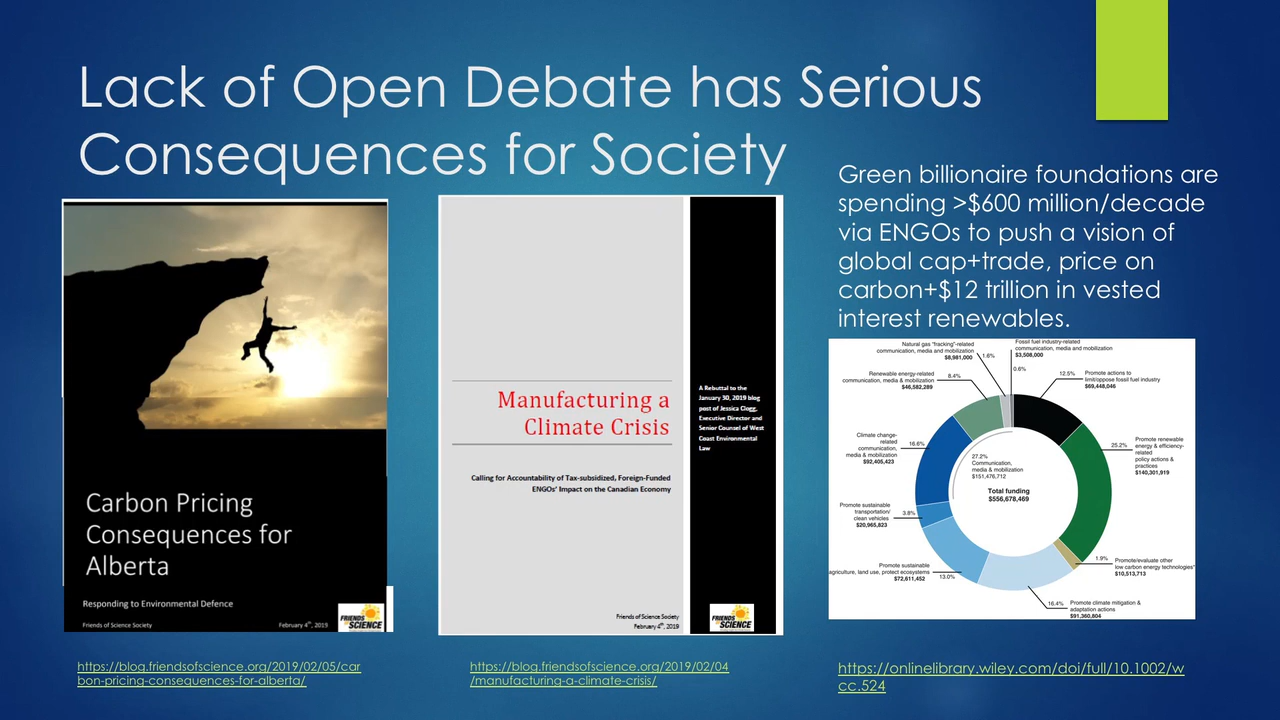 Lack of Open Debate has Serious
Consequences for Society
Carbon Pricing
Consequences for
Alberta
Responding to Environmental Defence
Friends of Science Society
February 4th, 2019
FRIENDS
OF SCIENCE
https://blog.friendsofscience.org/2019/02/05/car
bon-pricing-consequences-for-alberta/
Manufacturing a
Climate Crisis
Calling for Accountability of Tax-subsidized, Foreign-Funded
ENGOs' Impact on the Canadian Economy
Friends of Science Society
February 4th, 2019
A Rebuttal to the
January 30, 2019 blog
post of Jessica Clogg,
Executive Director and
Senior Counsel of West
Coast Environmental
Law
FRIENDS
OF SCIENCE
https://blog.friendsofscience.org/2019/02/04
/manufacturing-a-climate-crisis/
Green billionaire foundations are
spending >$600 million/decade
via ENGOs to push a vision of
global cap+trade, price on
carbon+$12 trillion in vested
interest renewables.
Natural gas "fracking"-related
communication, media and mobilization
$8,981,000
1.6%
Fossil fuel industry-related
communication, media and mobilization
$3,508,000
0.6%
Renewable energy-related
communication, media & mobilization
$46,582,289
8.4%
12.5%
Promote actions to
limit/oppose fossil fuel industry
$69,448,046
Climate change-
related
communication,
media & mobilization
$92,405,423
16.6%
25.2%
Promote renewable
energy & efficiency-
related
policy actions &
practices
$140,301,919
27.2%
Communication,
media & mobilization
$151,476,712
Total funding
$556,678,469
Promote sustainable
transportation/
clean vehicles
$20,965,823
3.8%
Promote sustainable
agriculture, land use, protect ecosystems
$72,611,452
13.0%
1.9%
Promote/evaluate other
low carbon energy technologies*
$10,513,713
16.4%
Promote climate mitigation &
adaptation actions
$91,360,804
https://onlinelibrary.wiley.com/doi/full/10.1002/w
cc.524